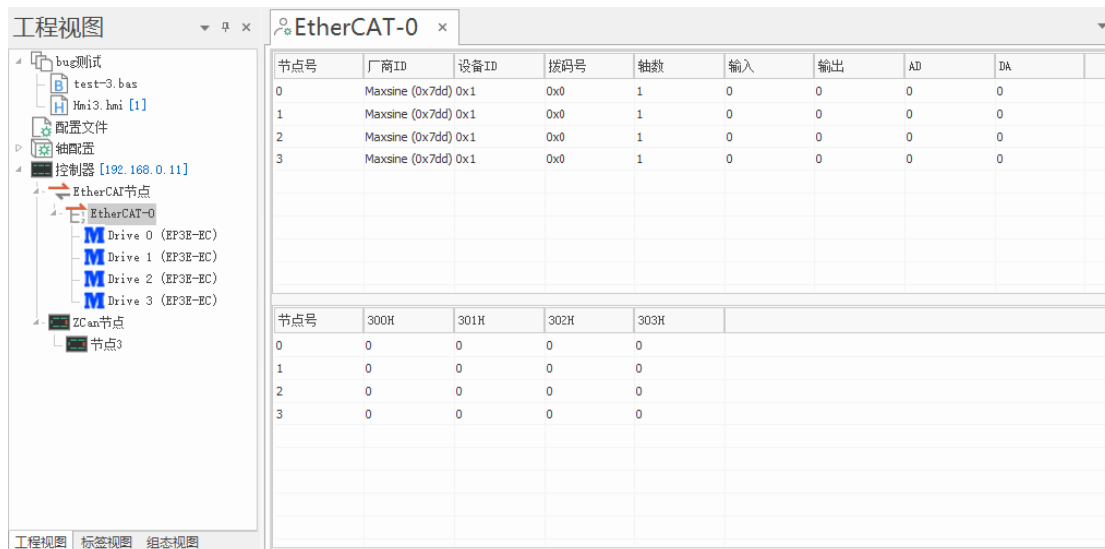 工程视图
EtherCAT-0 ×
bug测试
test-3.bas
Hmi3.hmi [1]
配置文件
轴配置
控制器 [192.168.0.11]
EtherCAT节点
EtherCAT-0
Drive 0 (EP3E-EC)
Drive 1 (EP3E-EC)
Drive 2 (EP3E-EC)
Drive 3 (EP3E-EC)
ZCan节点
节点3
工程视图 标签视图 组态视图
节点号 厂商ID 设备ID 拨码号 轴数 输入 输出 AD DA
0 Maxsine (0x7dd) 0x1 0x0 1 0 0 0 0
1 Maxsine (0x7dd) 0x1 0x0 1 0 0 0 0
2 Maxsine (0x7dd) 0x1 0x0 1 0 0 0 0
3 Maxsine (0x7dd) 0x1 0x0 1 0 0 0 0
节点号 300H 301H 302H 303H
0 0 0 0 0
1 0 0 0 0
2 0 0 0 0
3 0 0 0 0